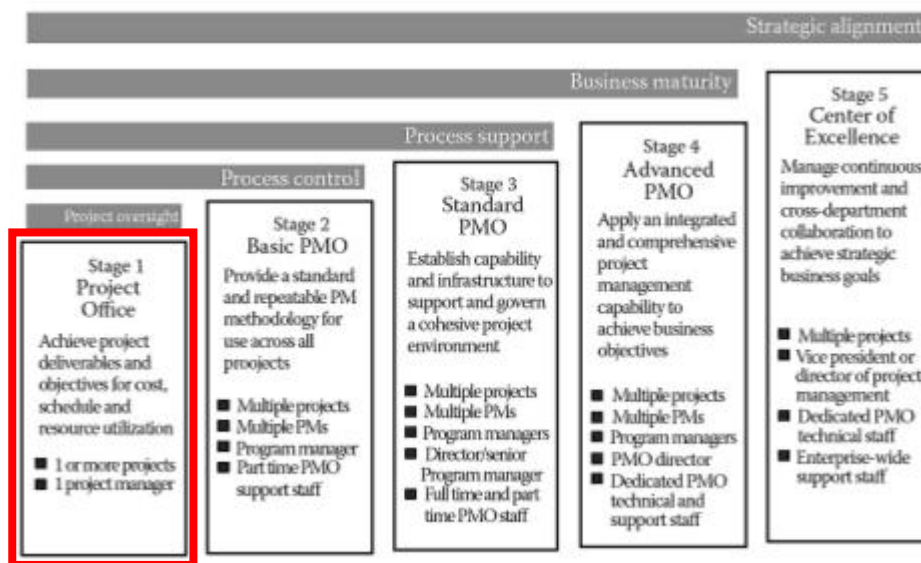 Strategic alignment
Business maturity
Process support
Process control
Project oversight
Stage 1
Project
Office
Achieve project
deliverables and
objectives for cost,
schedule and
resource utilization
■ 1 or more projects
■ 1 project manager
Stage 2
Basic PMO
Provide a standard
and repeatable PM
methodology for
use across all
proojects
■ Multiple projects
■ Multiple PMs
■ Program manager
■ Part time PMO
support staff
Stage 3
Standard
PMO
Establish capability
and infrastructure to
support and govern
a cohesive project
environment
■ Multiple projects
■ Multiple PMs
■ Program managers
■ Director/senior
Program manager
■ Full time and part
time PMO staff
Stage 4
Advanced
PMO
Apply an integrated
and comprehensive
project
management
capability to
achieve business
objectives
■ Multiple projects
■ Multiple PMs
■ Program managers
■ PMO director
■ Dedicated PMO
technical and
support staff
Stage 5
Center of
Excellence
Manage continuous
improvement and
cross-department
collaboration to
achieve strategic
business goals
■ Multiple projects
■ Vice president or
director of project
management
■ Dedicated PMO
technical staff
■ Enterprise-wide
support staff